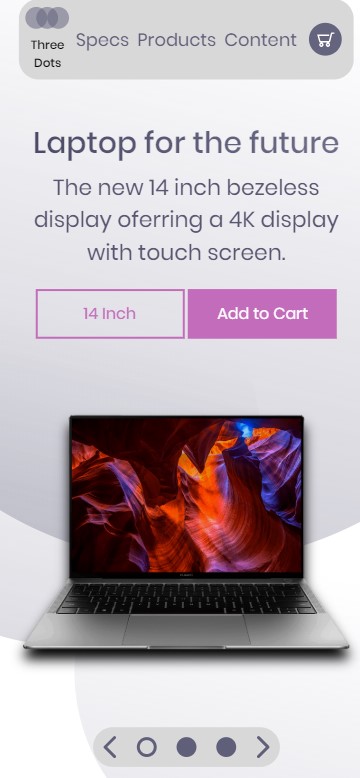 Three
Dots
Specs Products Content
Laptop for the future
The new 14 inch bezeless
display oferring a 4K display
with touch screen.
14 Inch
Add to Cart